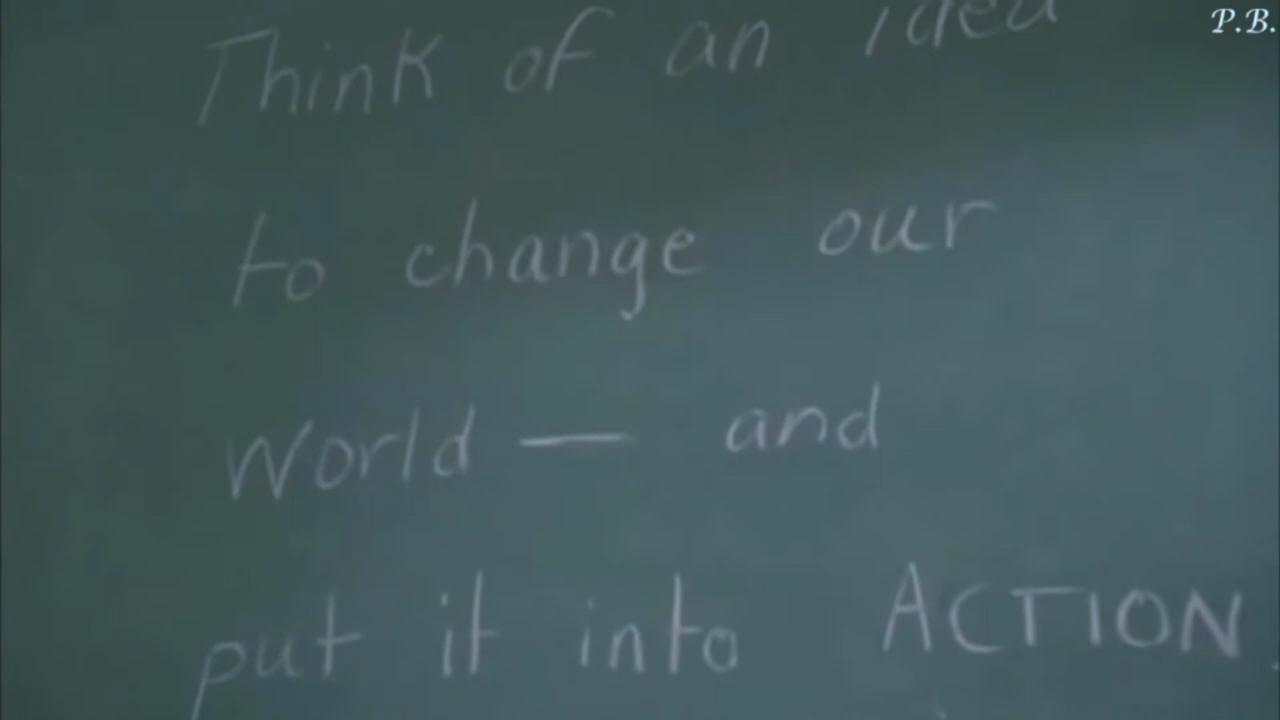 P.B.
Think of an idea
to change our
world — and
put it into ACTION.